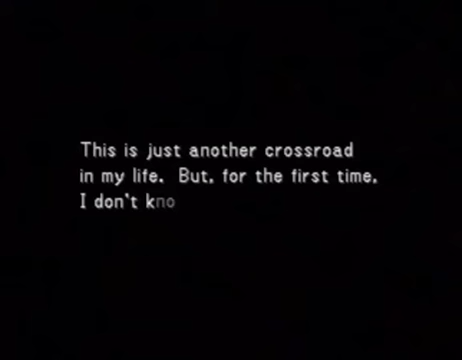 This is just another crossroad
in my life. But, for the first time,
I don't kno